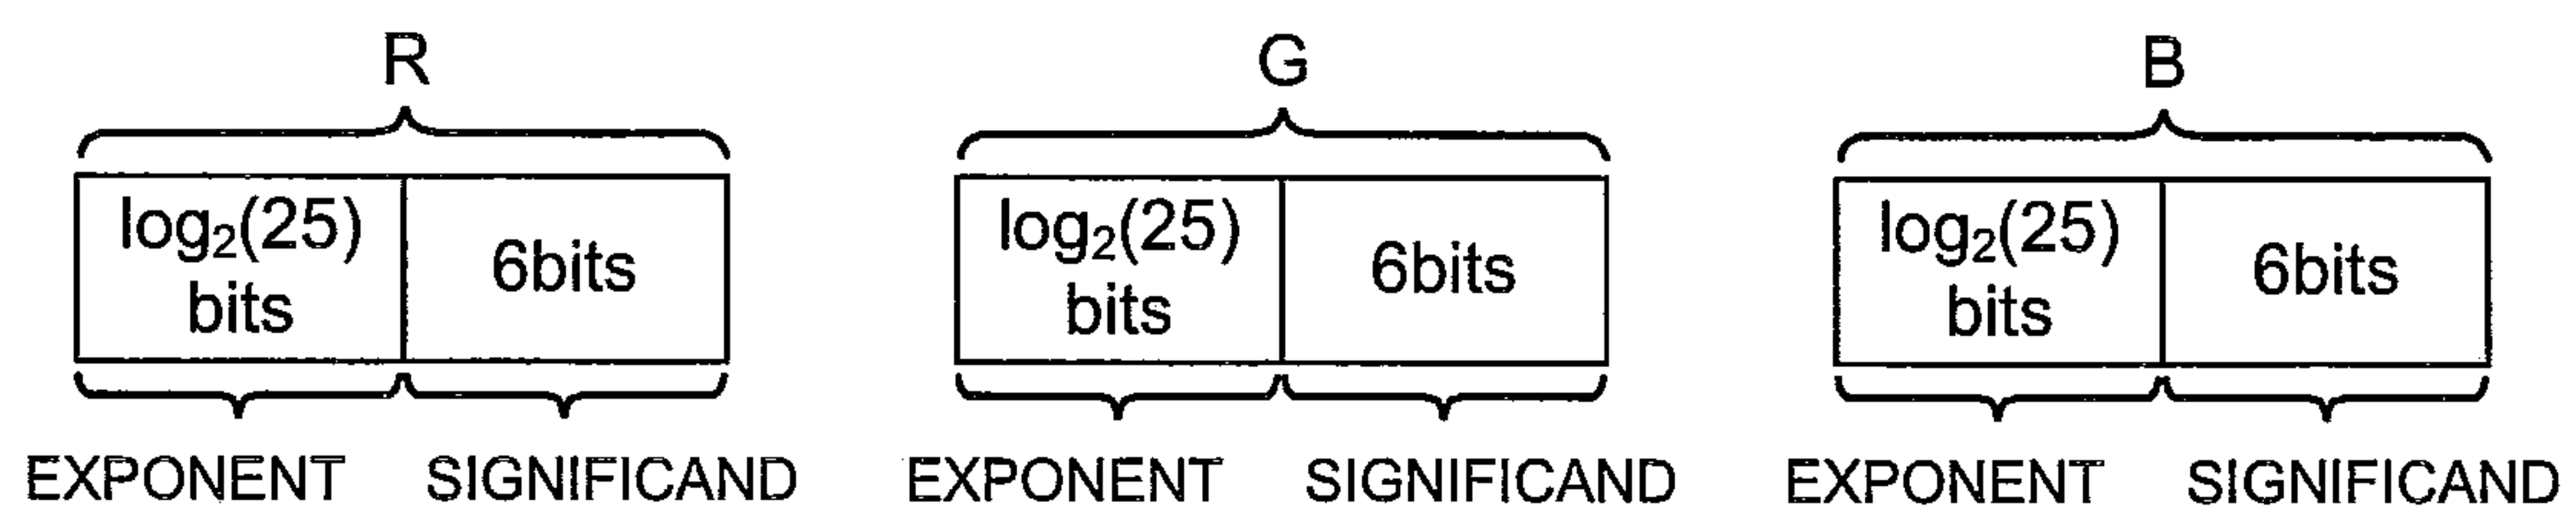 R G B
log₂(25) bits 6bits log₂(25) bits 6bits log₂(25) bits 6bits
EXPONENT SIGNIFICAND EXPONENT SIGNIFICAND EXPONENT SIGNIFICAND